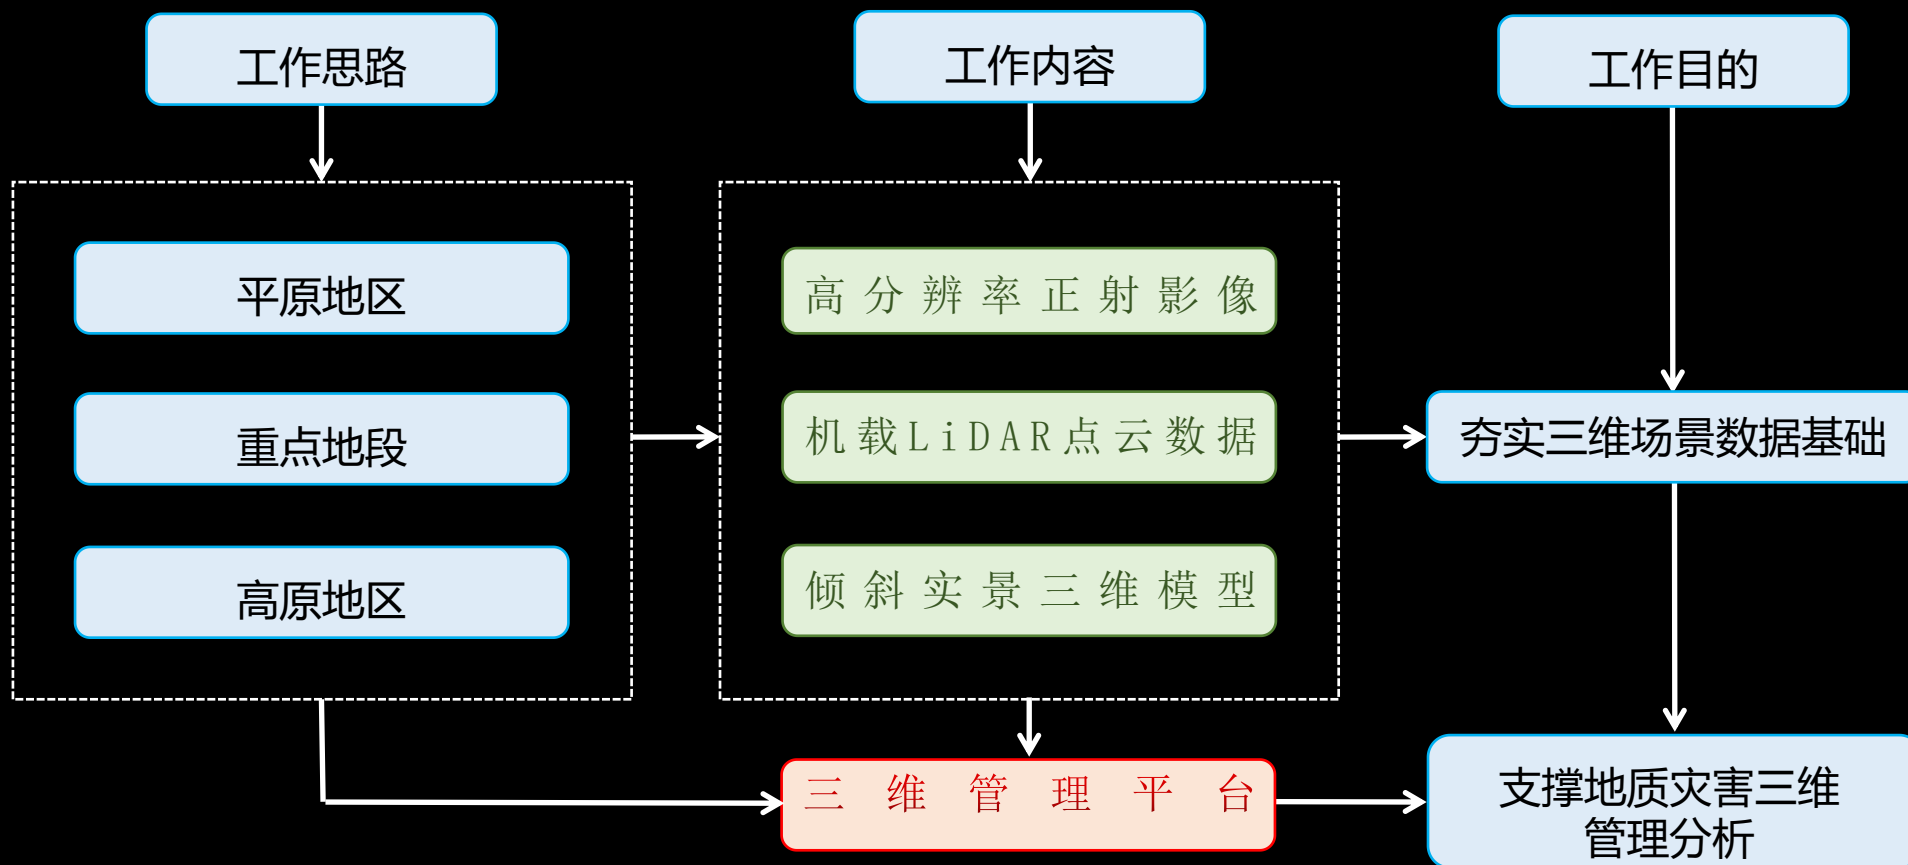 工作思路
工作内容
工作目的
平原地区
高分辨率正射影像
重点地段
机载LiDAR点云数据
夯实三维场景数据基础
高原地区
倾斜实景三维模型
三维管理平台
支撑地质灾害三维
管理分析